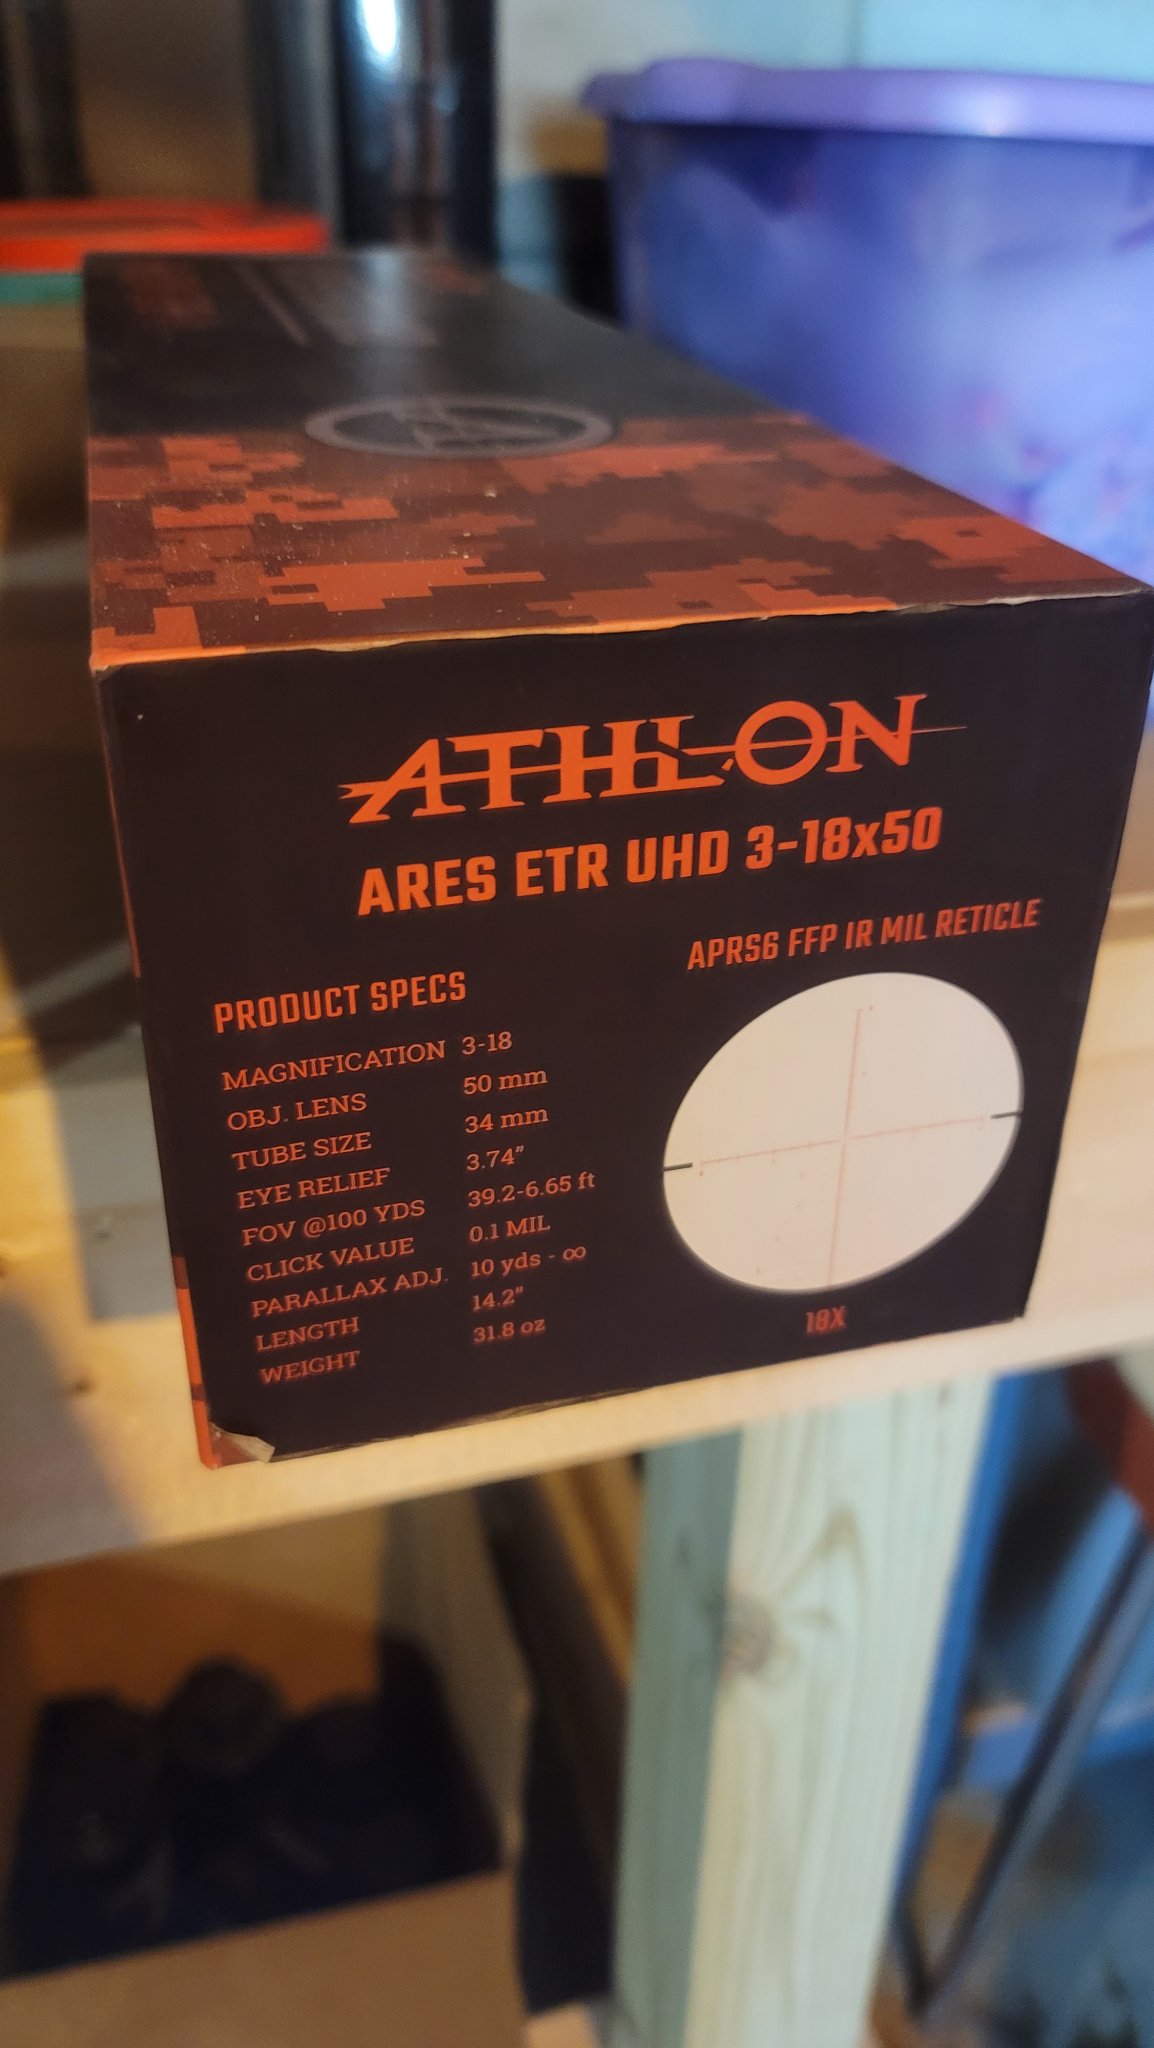 ATHLON
ARES ETR UHD 3-18x50
APRS6 FFP IR MIL RETICLE
PRODUCT SPECS
MAGNIFICATION 3-18
OBJ. LENS 50 mm
TUBE SIZE 34 mm
EYE RELIEF 3.74"
FOV @100 YDS 39.2-6.65 ft
CLICK VALUE 0.1 MIL
PARALLAX ADJ. 10 yds - ∞
LENGTH 14.2"
WEIGHT 31.8 oz
18X